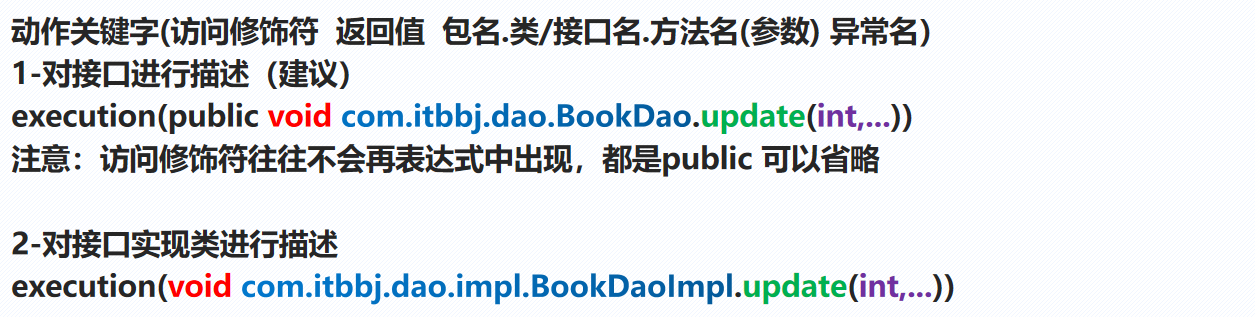 动作关键字(访问修饰符  返回值  包名.类/接口名.方法名(参数) 异常名）
1-对接口进行描述（建议）
execution(public void com.itbbj.dao.BookDao.update(int,...))
注意：访问修饰符往往不会再表达式中出现，都是public 可以省略
2-对接口实现类进行描述
execution(void com.itbbj.dao.impl.BookDaoImpl.update(int,...))